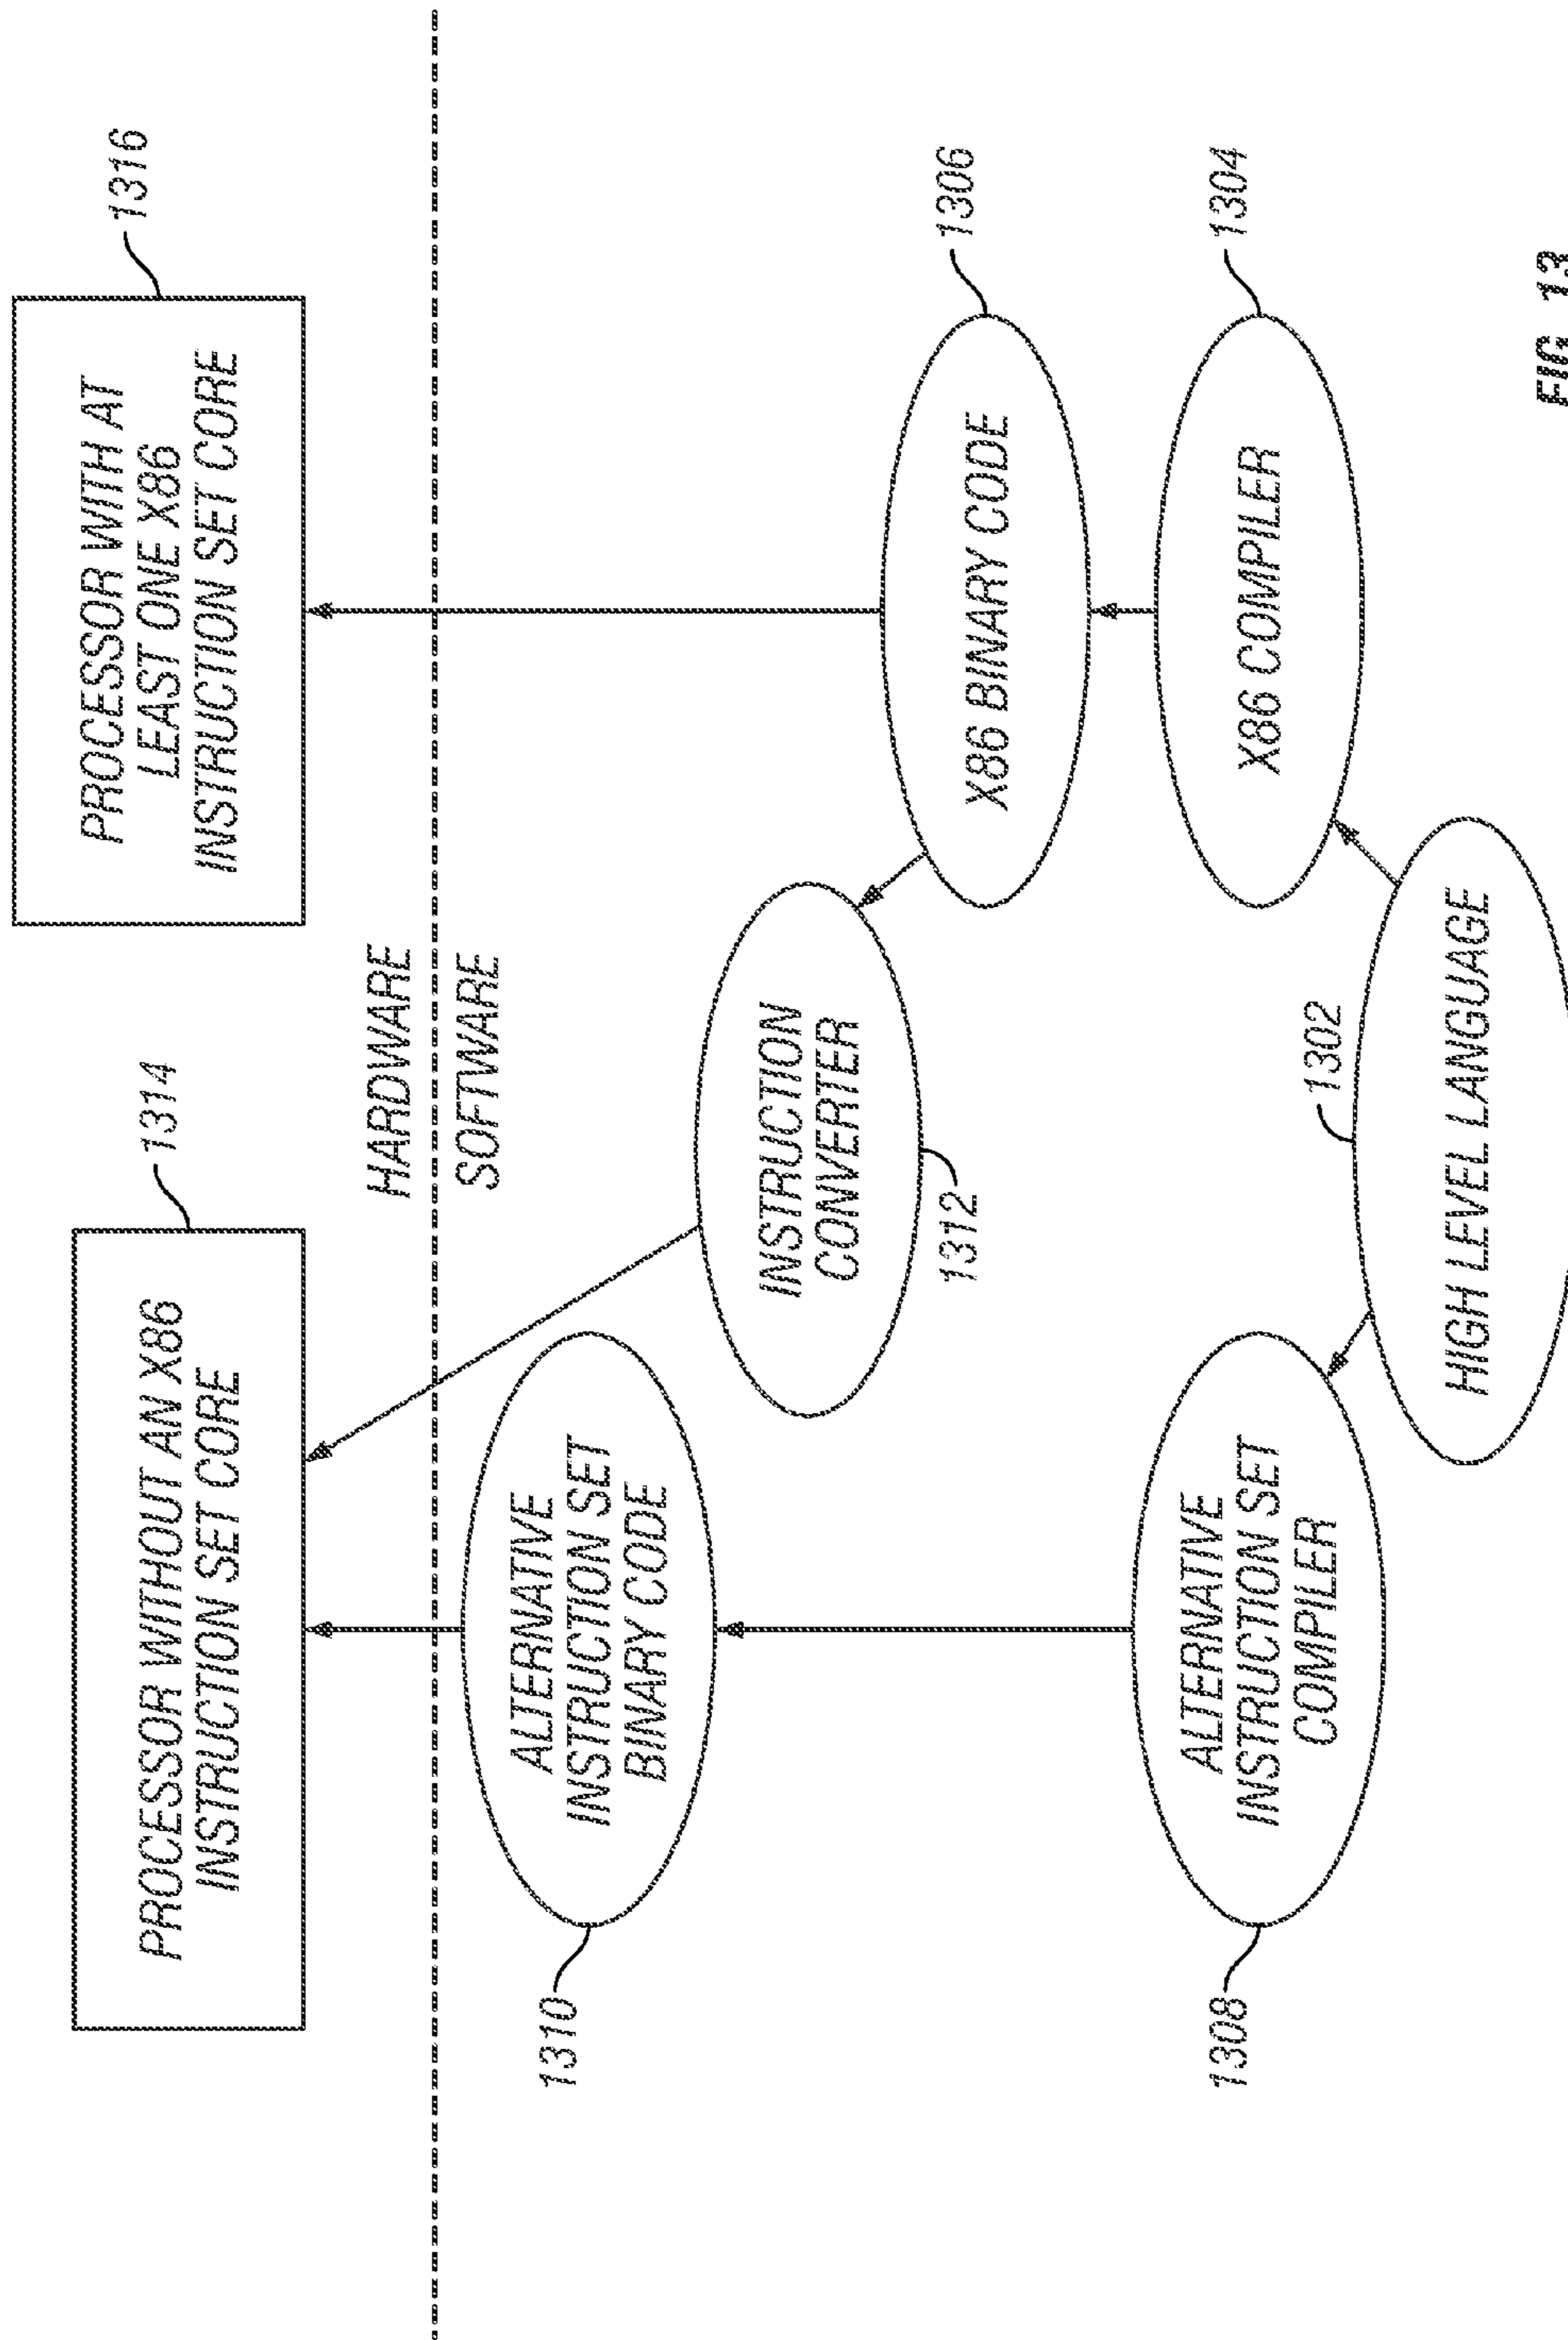 PROCESSOR WITHOUT AN X86
INSTRUCTION SET CORE
1314
PROCESSOR WITH AT
LEAST ONE X86
INSTRUCTION SET CORE
1316
HARDWARE
SOFTWARE
1310
ALTERNATIVE
INSTRUCTION SET
BINARY CODE
INSTRUCTION
CONVERTER
1312
X86 BINARY CODE
1306
1308
ALTERNATIVE
INSTRUCTION SET
COMPILER
X86 COMPILER
1304
1302
HIGH LEVEL LANGUAGE
FIG. 13